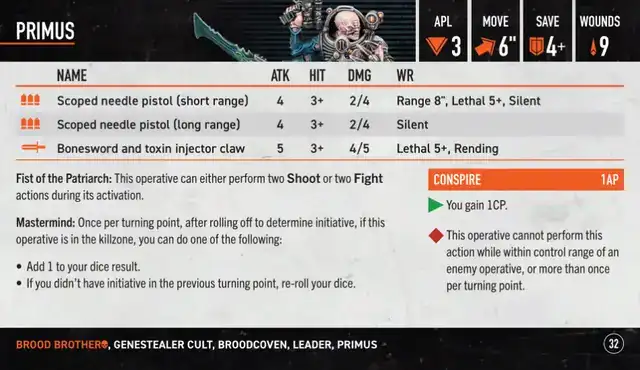 PRIMUS
APL
3
MOVE
6"
SAVE
4+
WOUNDS
9
NAME ATK HIT DMG WR
Scoped needle pistol (short range) 4 3+ 2/4 Range 8", Lethal 5+, Silent
Scoped needle pistol (long range) 4 3+ 2/4 Silent
Bonesword and toxin injector claw 5 3+ 4/5 Lethal 5+, Rending
Fist of the Patriarch: This operative can either perform two Shoot or two Fight
actions during its activation.
Mastermind: Once per turning point, after rolling off to determine initiative, if this
operative is in the killzone, you can do one of the following:
• Add 1 to your dice result.
• If you didn't have initiative in the previous turning point, re-roll your dice.
CONSPIRE 1AP
You gain 1CP.
This operative cannot perform this
action while within control range of an
enemy operative, or more than once
per turning point.
BROOD BROTHER, GENESTEALER CULT, BROODCOVEN, LEADER, PRIMUS
32